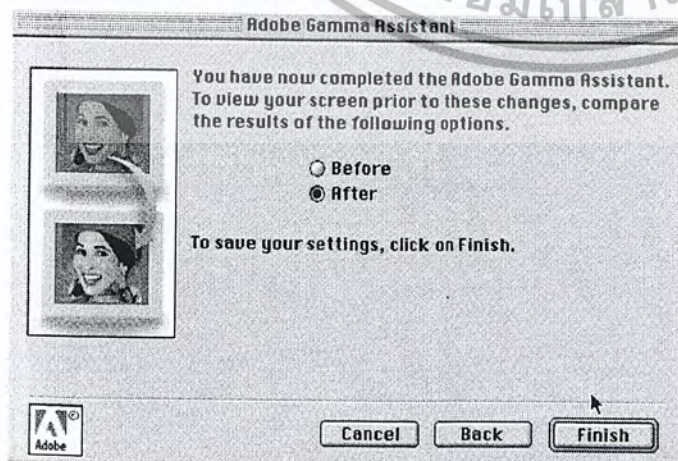 Adobe Gamma Assistant
You have now completed the Adobe Gamma Assistant.
To view your screen prior to these changes, compare
the results of the following options.
Before
After
To save your settings, click on Finish.
Adobe
Cancel Back Finish